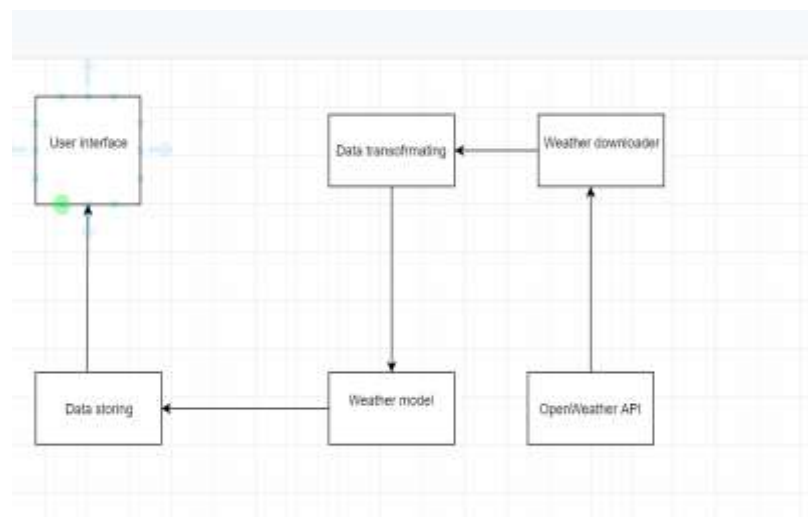 User interface
Data transofrmating
Weather downloader
Data storing
Weather model
OpenWeather API